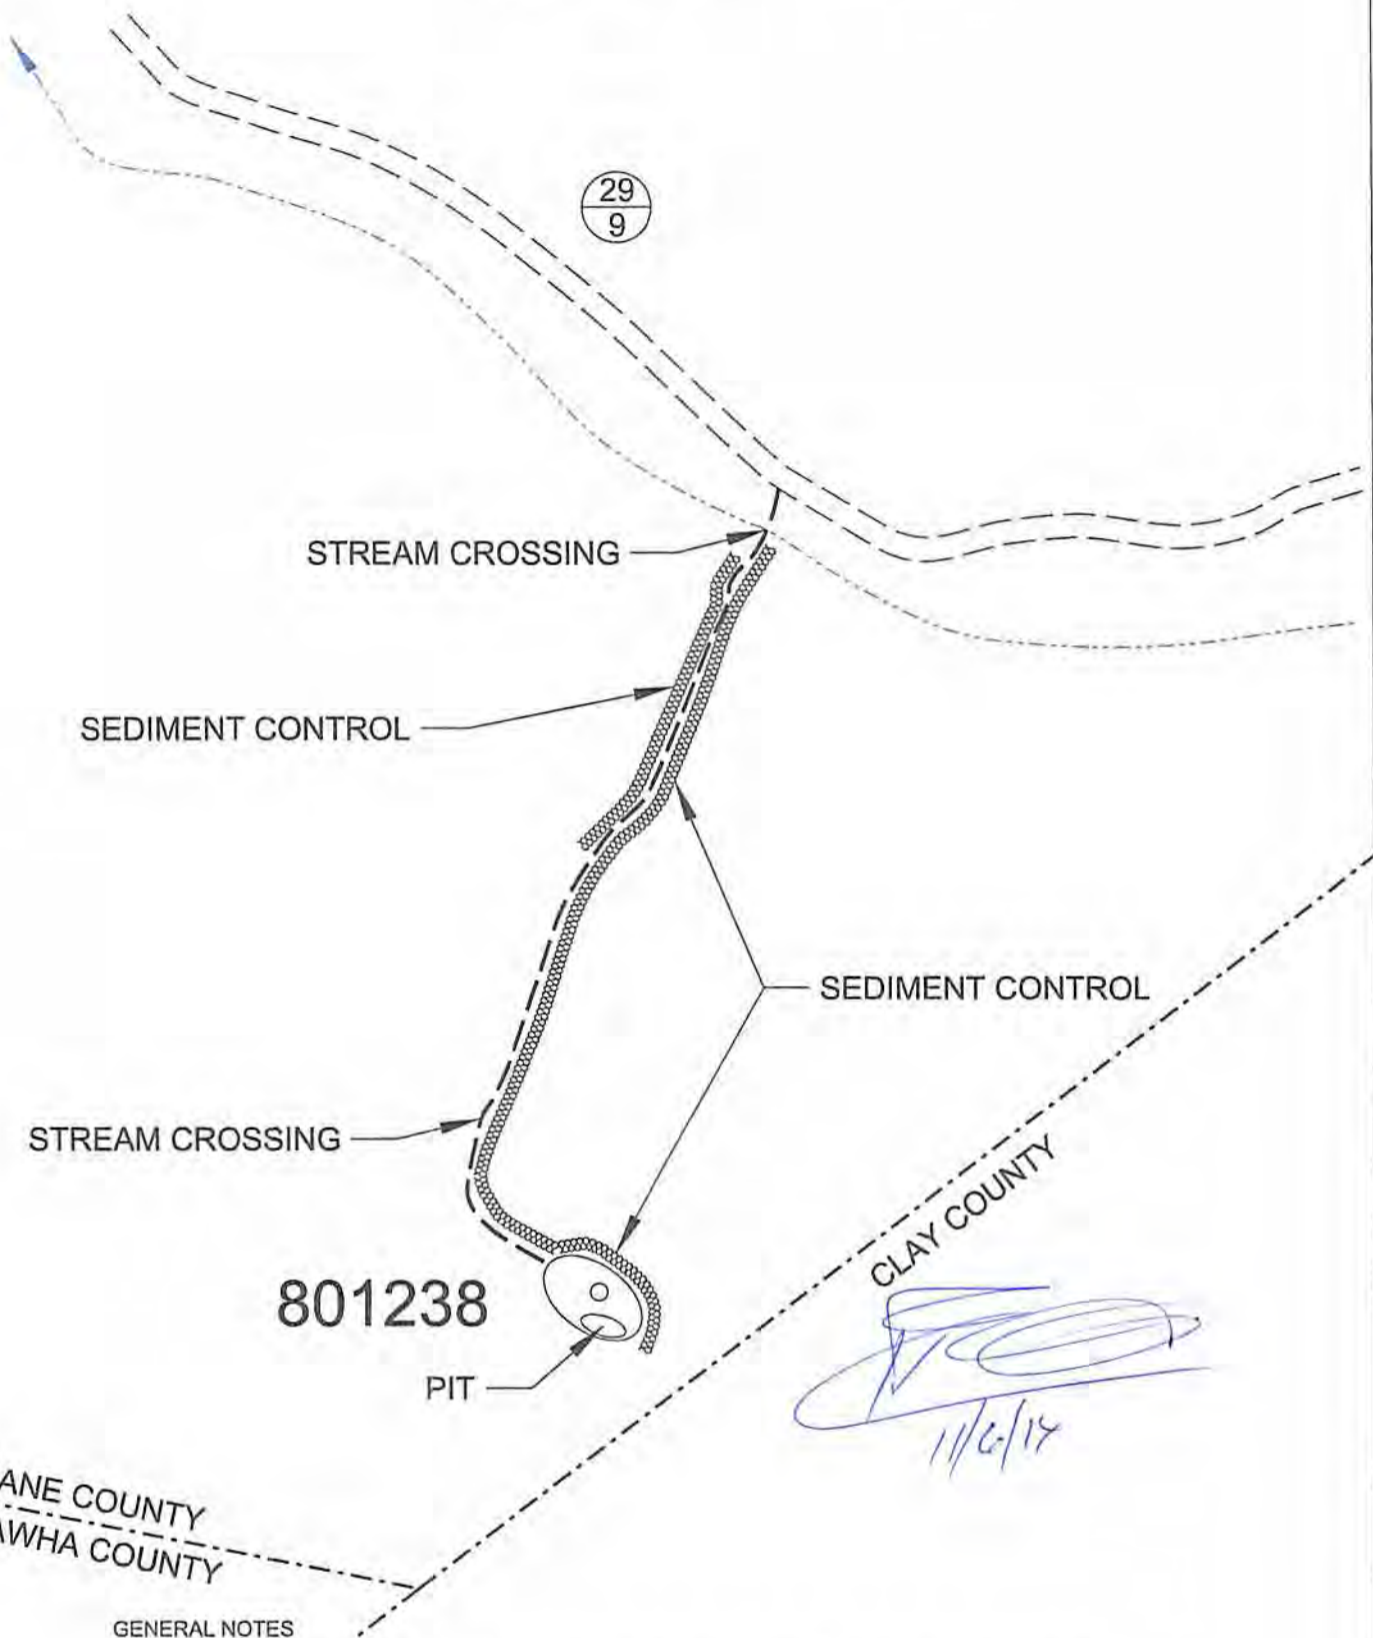 29
9
STREAM CROSSING
SEDIMENT CONTROL
SEDIMENT CONTROL
STREAM CROSSING
CLAY COUNTY
801238
PIT
11/6/14
ANE COUNTY
AWHA COUNTY
GENERAL NOTES